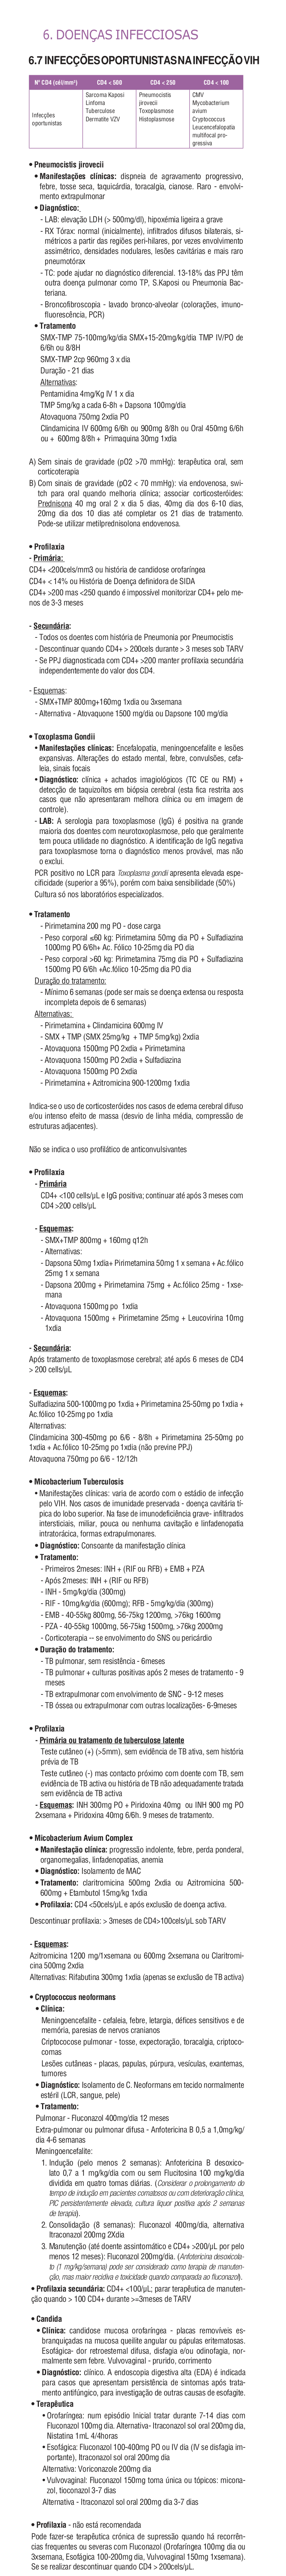 6. DOENÇAS INFECCIOSAS
6.7 INFECÇÕES OPORTUNISTAS NA INFECÇÃO VIH
Nº CD4 (cél/mm³) CD4 < 500 CD4 < 250 CD4 < 100
Infecções oportunistas
Sarcoma Kaposi
Linfoma
Tuberculose
Dermatite VZV
Pneumocistis
jirovecii
Toxoplasmose
Histoplasmose
CMV
Mycobacterium
avium
Cryptococcus
Leucencefalopatia
multifocal pro-
gressiva
• Pneumocistis jirovecii
• Manifestações clínicas: dispneia de agravamento progressivo,
febre, tosse seca, taquicárdia, toracalgia, cianose. Raro - envolvi-
mento extrapulmonar
• Diagnóstico:
- LAB: elevação LDH (> 500mg/dl), hipoxémia ligeira a grave
- RX Tórax: normal (inicialmente), infiltrados difusos bilaterais, si-
métricos a partir das regiões peri-hilares, por vezes envolvimento
assimétrico, densidades nodulares, lesões cavitárias e mais raro
pneumotórax
- TC: pode ajudar no diagnóstico diferencial. 13-18% das PPJ têm
outra doença pulmonar como TP, S.Kaposi ou Pneumonia Bac-
teriana.
- Broncofibroscopia - lavado bronco-alveolar (colorações, imuno-
fluorescência, PCR)
• Tratamento
SMX-TMP 75-100mg/kg/dia SMX+15-20mg/kg/dia TMP IV/PO de
6/6h ou 8/8H
SMX-TMP 2cp 960mg 3 x dia
Duração - 21 dias
Alternativas:
Pentamidina 4mg/Kg IV 1 x dia
TMP 5mg/kg a cada 6-8h + Dapsona 100mg/dia
Atovaquona 750mg 2xdia PO
Clindamicina IV 600mg 6/6h ou 900mg 8/8h ou Oral 450mg 6/6h
ou + 600mg 8/8h + Primaquina 30mg 1xdia
A) Sem sinais de gravidade (pO2 >70 mmHg): terapêutica oral, sem
corticoterapia
B) Com sinais de gravidade (pO2 < 70 mmHg): via endovenosa, swi-
tch para oral quando melhoria clínica; associar corticosteróides:
Prednisona 40 mg oral 2 x dia 5 dias, 40mg dia dos 6-10 dias,
20mg dia dos 10 dias até completar os 21 dias de tratamento.
Pode-se utilizar metilprednisolona endovenosa.
• Profilaxia
- Primária:
CD4+ <200cels/mm3 ou história de candidose orofaríngea
CD4+ < 14% ou História de Doença definidora de SIDA
CD4+ >200 mas <250 quando é impossível monitorizar CD4+ pelo me-
nos de 3-3 meses
- Secundária:
- Todos os doentes com história de Pneumonia por Pneumocistis
- Descontinuar quando CD4+ > 200cels durante > 3 meses sob TARV
- Se PPJ diagnosticada com CD4+ >200 manter profilaxia secundária
independentemente do valor dos CD4.
- Esquemas:
- SMX+TMP 800mg+160mg 1xdia ou 3xsemana
- Alternativa - Atovaquone 1500 mg/dia ou Dapsone 100 mg/dia
• Toxoplasma Gondii
• Manifestações clínicas: Encefalopatia, meningoencefalite e lesões
expansivas. Alterações do estado mental, febre, convulsões, cefa-
leia, sinais focais
• Diagnóstico: clínica + achados imagiológicos (TC CE ou RM) +
detecção de taquizoítos em biópsia cerebral (esta fica restrita aos
casos que não apresentaram melhora clínica ou em imagem de
controle).
- LAB: A serologia para toxoplasmose (IgG) é positiva na grande
maioria dos doentes com neurotoxoplasmose, pelo que geralmente
tem pouca utilidade no diagnóstico. A identificação de IgG negativa
para toxoplasmose torna o diagnóstico menos provável, mas não
o exclui.
PCR positivo no LCR para Toxoplasma gondii apresenta elevada espe-
cificidade (superior a 95%), porém com baixa sensibilidade (50%)
Cultura só nos laboratórios especializados.
• Tratamento
- Pirimetamina 200 mg PO - dose carga
- Peso corporal ≤60 kg: Pirimetamina 50mg dia PO + Sulfadiazina
1000mg PO 6/6h+ Ac. Fólico 10-25mg dia PO dia
- Peso corporal >60 kg: Pirimetamina 75mg dia PO + Sulfadiazina
1500mg PO 6/6h +Ac.fólico 10-25mg dia PO dia
Duração do tratamento:
- Mínimo 6 semanas (pode ser mais se doença extensa ou resposta
incompleta depois de 6 semanas)
Alternativas:
- Pirimetamina + Clindamicina 600mg IV
- SMX + TMP (SMX 25mg/kg + TMP 5mg/kg) 2xdia
- Atovaquona 1500mg PO 2xdia + Pirimetamina
- Atovaquona 1500mg PO 2xdia + Sulfadiazina
- Atovaquona 1500mg PO 2xdia
- Pirimetamina + Azitromicina 900-1200mg 1xdia
Indica-se o uso de corticosteróides nos casos de edema cerebral difuso
e/ou intenso efeito de massa (desvio de linha média, compressão de
estruturas adjacentes).
Não se indica o uso profilático de anticonvulsivantes
• Profilaxia
- Primária
CD4+ <100 cells/µL e IgG positiva; continuar até após 3 meses com
CD4 >200 cells/µL
- Esquemas:
- SMX+TMP 800mg + 160mg q12h
- Alternativas:
- Dapsona 50mg 1xdia+ Pirimetamina 50mg 1 x semana + Ac.fólico
25mg 1 x semana
- Dapsona 200mg + Pirimetamina 75mg + Ac.fólico 25mg - 1xse-
mana
- Atovaquona 1500mg po 1xdia
- Atovaquona 1500mg + Pirimetamine 25mg + Leucovirina 10mg
1xdia
- Secundária:
Após tratamento de toxoplasmose cerebral; até após 6 meses de CD4
> 200 cells/µL
- Esquemas:
Sulfadiazina 500-1000mg po 1xdia + Pirimetamina 25-50mg po 1xdia +
Ac.fólico 10-25mg po 1xdia
Alternativas:
Clindamicina 300-450mg po 6/6 - 8/8h + Pirimetamina 25-50mg po
1xdia + Ac.fólico 10-25mg po 1xdia (não previne PPJ)
Atovaquona 750mg po 6/6 - 12/12h
• Micobacterium Tuberculosis
• Manifestações clínicas: varia de acordo com o estádio de infecção
pelo VIH. Nos casos de imunidade preservada - doença cavitária tí-
pica do lobo superior. Na fase de imunodeficiência grave- infiltrados
intersticiais, miliar, pouca ou nenhuma cavitação e linfadenopatia
intratorácica, formas extrapulmonares.
• Diagnóstico: Consoante da manifestação clínica
• Tratamento:
- Primeiros 2meses: INH + (RIF ou RFB) + EMB + PZA
- Após 2meses: INH + (RIF ou RFB)
- INH - 5mg/kg/dia (300mg)
- RIF - 10mg/kg/dia (600mg); RFB - 5mg/kg/dia (300mg)
- EMB - 40-55kg 800mg, 56-75kg 1200mg, >76kg 1600mg
- PZA - 40-55kg 1000mg, 56-75kg 1500mg, >76kg 2000mg
- Corticoterapia -- se envolvimento do SNS ou pericárdio
• Duração do tratamento:
- TB pulmonar, sem resistência - 6meses
- TB pulmonar + culturas positivas após 2 meses de tratamento - 9
meses
- TB extrapulmonar com envolvimento de SNC - 9-12 meses
- TB óssea ou extrapulmonar com outras localizações- 6-9meses
• Profilaxia
- Primária ou tratamento de tuberculose latente
Teste cutâneo (+) (>5mm), sem evidência de TB ativa, sem história
prévia de TB
Teste cutâneo (-) mas contacto próximo com doente com TB, sem
evidência de TB activa ou história de TB não adequadamente tratada
sem evidência de TB activa
- Esquemas: INH 300mg PO + Piridoxina 40mg ou INH 900 mg PO
2xsemana + Piridoxina 40mg 6/6h. 9 meses de tratamento.
• Micobacterium Avium Complex
• Manifestação clínica: progressão indolente, febre, perda ponderal,
organomegalias, linfadenopatias, anemia
• Diagnóstico: Isolamento de MAC
• Tratamento: claritromicina 500mg 2xdia ou Azitromicina 500-
600mg + Etambutol 15mg/kg 1xdia
• Profilaxia: CD4 <50cels/µL e após exclusão de doença activa.
Descontinuar profilaxia: > 3meses de CD4>100cels/µL sob TARV
- Esquemas:
Azitromicina 1200 mg/1xsemana ou 600mg 2xsemana ou Claritromi-
cina 500mg 2xdia
Alternativas: Rifabutina 300mg 1xdia (apenas se exclusão de TB activa)
• Cryptococcus neoformans
• Clínica:
Meningoencefalite - cefaleia, febre, letargia, défices sensitivos e de
memória, paresias de nervos cranianos
Criptococose pulmonar - tosse, expectoração, toracalgia, criptoco-
comas
Lesões cutâneas - placas, papulas, púrpura, vesículas, exantemas,
tumores
• Diagnóstico: Isolamento de C. Neoformans em tecido normalmente
estéril (LCR, sangue, pele)
• Tratamento:
Pulmonar - Fluconazol 400mg/dia 12 meses
Extra-pulmonar ou pulmonar difusa - Anfotericina B 0,5 a 1,0mg/kg/
dia 4-6 semanas
Meningoencefalite:
1. Indução (pelo menos 2 semanas): Anfotericina B desoxico-
lato 0,7 a 1 mg/kg/dia com ou sem Flucitosina 100 mg/kg/dia
dividida em quatro tomas diárias. (Considerar o prolongamento do
tempo de indução em pacientes comatosos ou com deterioração clínica,
PIC persistentemente elevada, cultura líquor positiva após 2 semanas
de terapia).
2. Consolidação (8 semanas): Fluconazol 400mg/dia, alternativa
Itraconazol 200mg 2Xdia
3. Manutenção (até doente assintomático e CD4+ >200/µL por pelo
menos 12 meses): Fluconazol 200mg/dia. (Anfotericina desoxicola-
to (1 mg/kg/semana) pode ser considerado como terapia de manuten-
ção, mas maior recidiva e toxicidade quando comparada ao fluconazol).
• Profilaxia secundária: CD4+ <100/µL; parar terapêutica de manuten-
ção quando > 100 CD4+ durante >=3meses de TARV
• Candida
• Clínica: candidose mucosa orofaríngea - placas removíveis es-
branquiçadas na mucosa queilite angular ou pápulas eritematosas.
Esofágica- dor retroesternal difusa, disfagia e/ou odinofagia, nor-
malmente sem febre. Vulvovaginal - prurido, corrimento
• Diagnóstico: clínico. A endoscopia digestiva alta (EDA) é indicada
para casos que apresentam persistência de sintomas após trata-
mento antifúngico, para investigação de outras causas de esofagite.
• Terapêutica
• Orofaríngea: num episódio Inicial tratar durante 7-14 dias com
Fluconazol 100mg dia. Alternativa- Itraconazol sol oral 200mg dia,
Nistatina 1mL 4/4horas
• Esofágica: Fluconazol 100-400mg PO ou IV dia (IV se disfagia im-
portante), Itraconazol sol oral 200mg dia
Alternativa: Voriconazole 200mg dia
• Vulvovaginal: Fluconazol 150mg toma única ou tópicos: micona-
zol, tioconazol 3-7 dias
Alternativa - Itraconazol sol oral 200mg dia 3-7 dias
• Profilaxia - não está recomendada
Pode fazer-se terapêutica crónica de supressão quando há recorrên-
cias frequentes ou severas com Fluconazol (Orofaríngea 100mg dia ou
3xsemana, Esofágica 100-200mg dia, Vulvovaginal 150mg 1xsemana).
Se se realizar descontinuar quando CD4 > 200cels/µL.